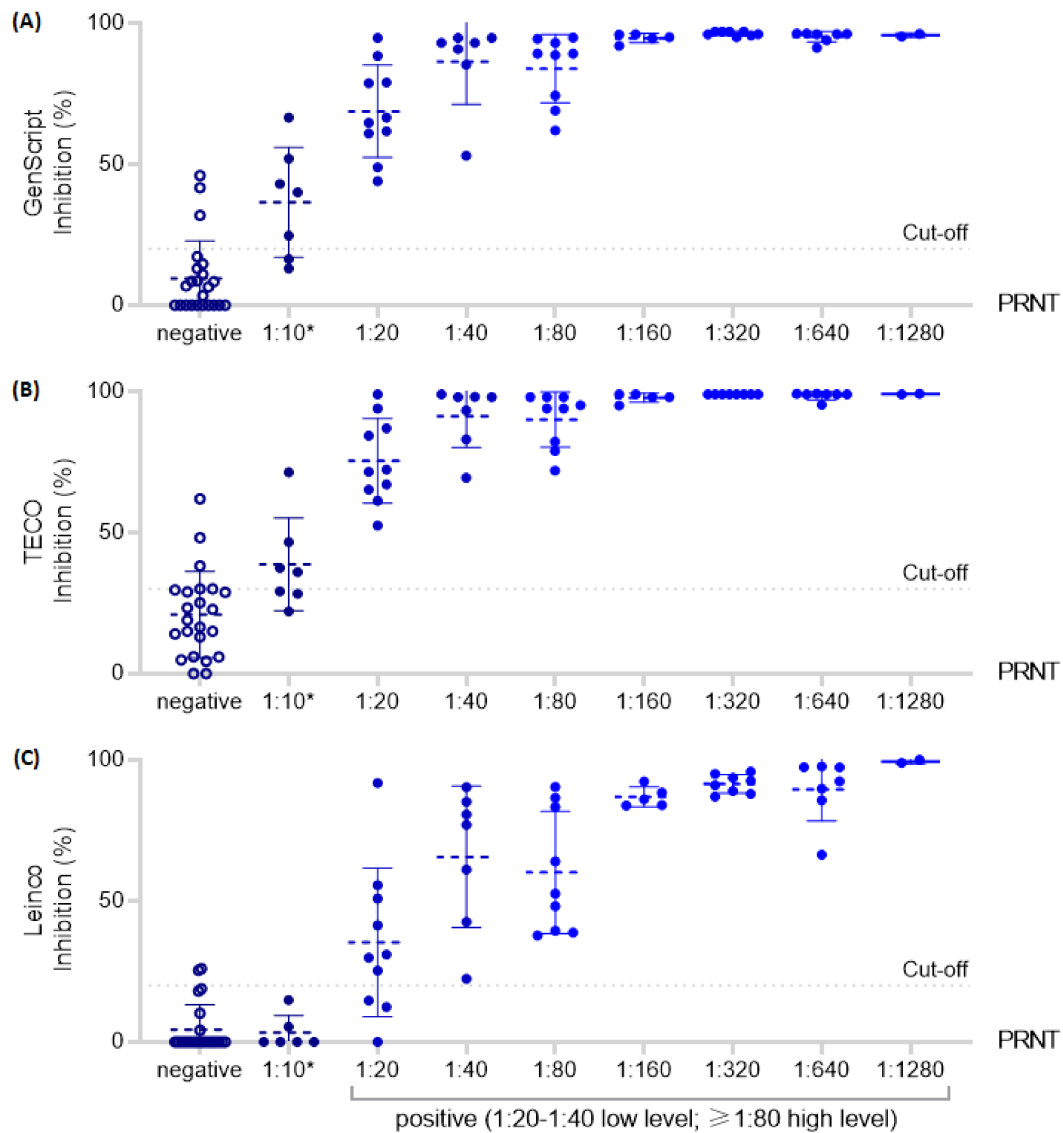 (A)
GenScript
Inhibition (%)
100
50
0
Cut-off
PRNT
negative 1:10* 1:20 1:40 1:80 1:160 1:320 1:640 1:1280
(B)
TECO
Inhibition (%)
100
50
0
Cut-off
PRNT
negative 1:10* 1:20 1:40 1:80 1:160 1:320 1:640 1:1280
(C)
Leinco
Inhibition (%)
100
50
0
Cut-off
PRNT
negative 1:10* 1:20 1:40 1:80 1:160 1:320 1:640 1:1280
positive (1:20-1:40 low level; ⩾1:80 high level)